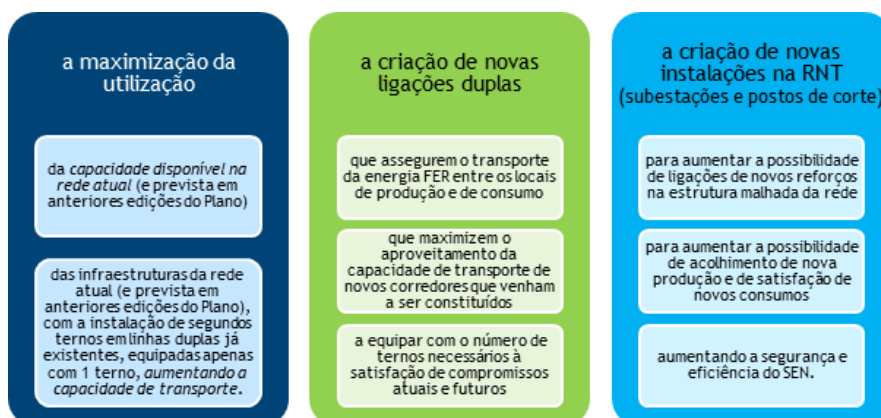 a maximização da
utilização
da capacidade disponível na
rede atual (e prevista em
anteriores edições do Plano)
das infraestruturas da rede
atual (e prevista em
anteriores edições do Plano),
com a instalação de segundos
ternos em linhas duplas já
existentes, equipadas apenas
com 1 terno, aumentando a
capacidade de transporte.
a criação de novas
ligações duplas
que assegurem o transporte
da energia FER entre os locais
de produção e de consumo
que maximizem o
aproveitamento da
capacidade de transporte de
novos corredores que venham
a ser constituídos
a equipar com o número de
ternos necessários à
satisfação de compromissos
atuais e futuros
a criação de novas
instalações na RNT
(subestações e postos de corte)
para aumentar a possibilidade
de ligações de novos reforços
na estrutura malhada da rede
para aumentar a possibilidade
de acolhimento de nova
produção e de satisfação de
novos consumos
aumentando a segurança e
eficiência do SEN.